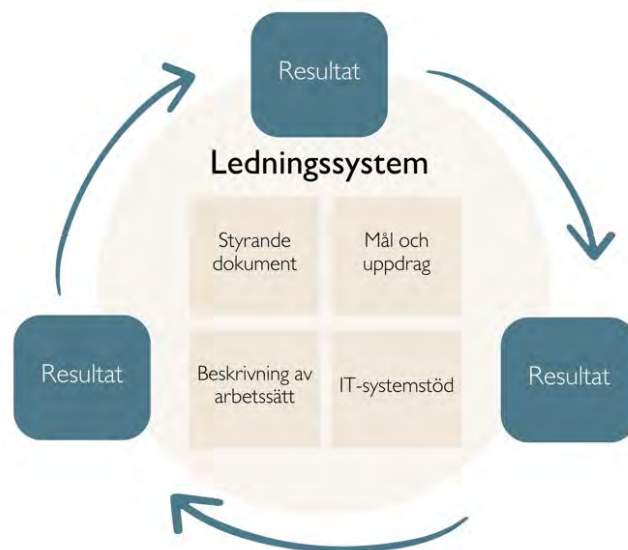 Resultat
Ledningssystem
Styrande
dokument
Mål och
uppdrag
Resultat
Beskrivning av
arbetssätt
IT-systemstöd
Resultat